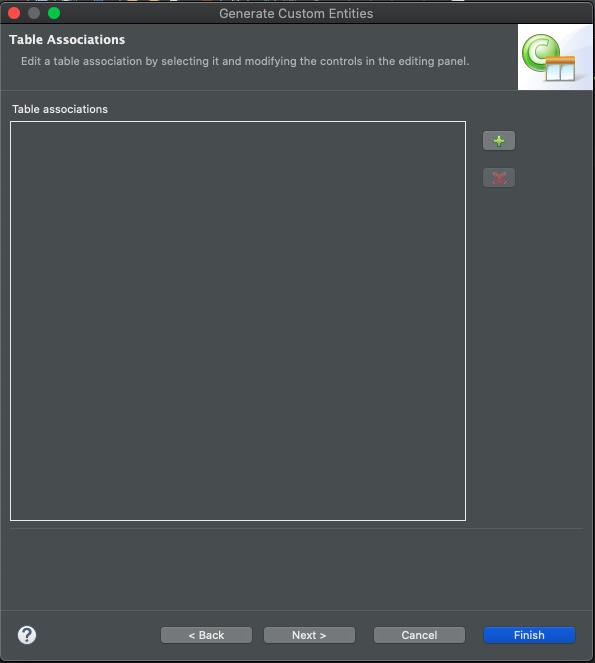 Generate Custom Entities
Table Associations
Edit a table association by selecting it and modifying the controls in the editing panel.
C
Table associations
?
< Back
Next >
Cancel
Finish